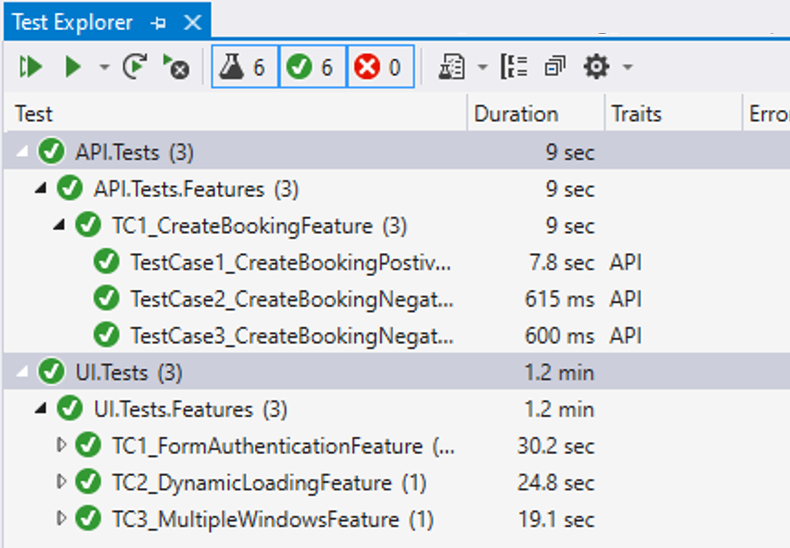 Test Explorer
6 6 0
Test Duration Traits Erro
API.Tests (3) 9 sec
API.Tests.Features (3) 9 sec
TC1_CreateBookingFeature (3) 9 sec
TestCase1_CreateBookingPostiv... 7.8 sec API
TestCase2_CreateBookingNegat... 615 ms API
TestCase3_CreateBookingNegat... 600 ms API
UI.Tests (3) 1.2 min
UI.Tests.Features (3) 1.2 min
TC1_FormAuthenticationFeature (... 30.2 sec
TC2_DynamicLoadingFeature (1) 24.8 sec
TC3_MultipleWindowsFeature (1) 19.1 sec